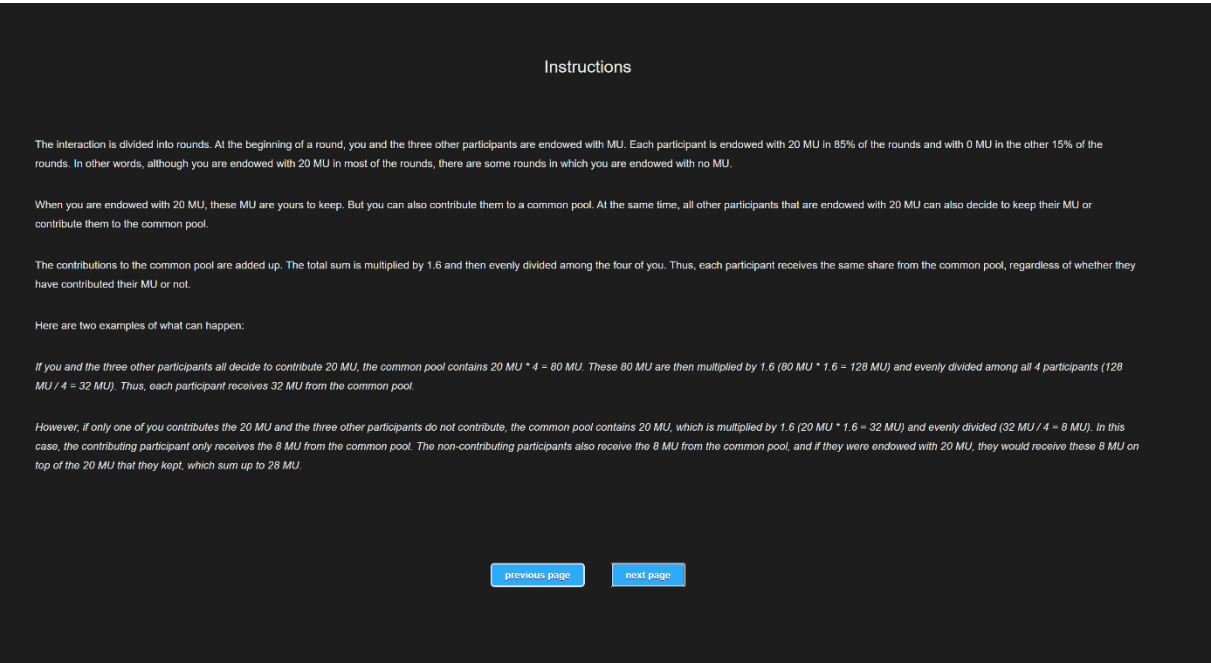 Instructions
The interaction is divided into rounds. At the beginning of a round, you and the three other participants are endowed with MU. Each participant is endowed with 20 MU in 85% of the rounds and with 0 MU in the other 15% of the
rounds. In other words, although you are endowed with 20 MU in most of the rounds, there are some rounds in which you are endowed with no MU.
When you are endowed with 20 MU, these MU are yours to keep. But you can also contribute them to a common pool. At the same time, all other participants that are endowed with 20 MU can also decide to keep their MU or
contribute them to the common pool.
The contributions to the common pool are added up. The total sum is multiplied by 1.6 and then evenly divided among the four of you. Thus, each participant receives the same share from the common pool, regardless of whether they
have contributed their MU or not.
Here are two examples of what can happen:
If you and the three other participants all decide to contribute 20 MU, the common pool contains 20 MU * 4 = 80 MU. These 80 MU are then multiplied by 1.6 (80 MU * 1.6 = 128 MU) and evenly divided among all 4 participants (128
MU / 4 = 32 MU). Thus, each participant receives 32 MU from the common pool.
However, if only one of you contributes the 20 MU and the three other participants do not contribute, the common pool contains 20 MU, which is multiplied by 1.6 (20 MU * 1.6 = 32 MU) and evenly divided (32 MU / 4 = 8 MU). In this
case, the contributing participant only receives the 8 MU from the common pool. The non-contributing participants also receive the 8 MU from the common pool, and if they were endowed with 20 MU, they would receive these 8 MU on
top of the 20 MU that they kept, which sum up to 28 MU.
previous page next page